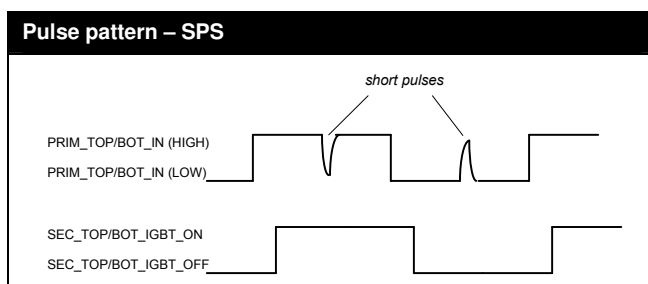 Pulse pattern – SPS
short pulses
PRIM_TOP/BOT_IN (HIGH)
PRIM_TOP/BOT_IN (LOW)
SEC_TOP/BOT_IGBT_ON
SEC_TOP/BOT_IGBT_OFF